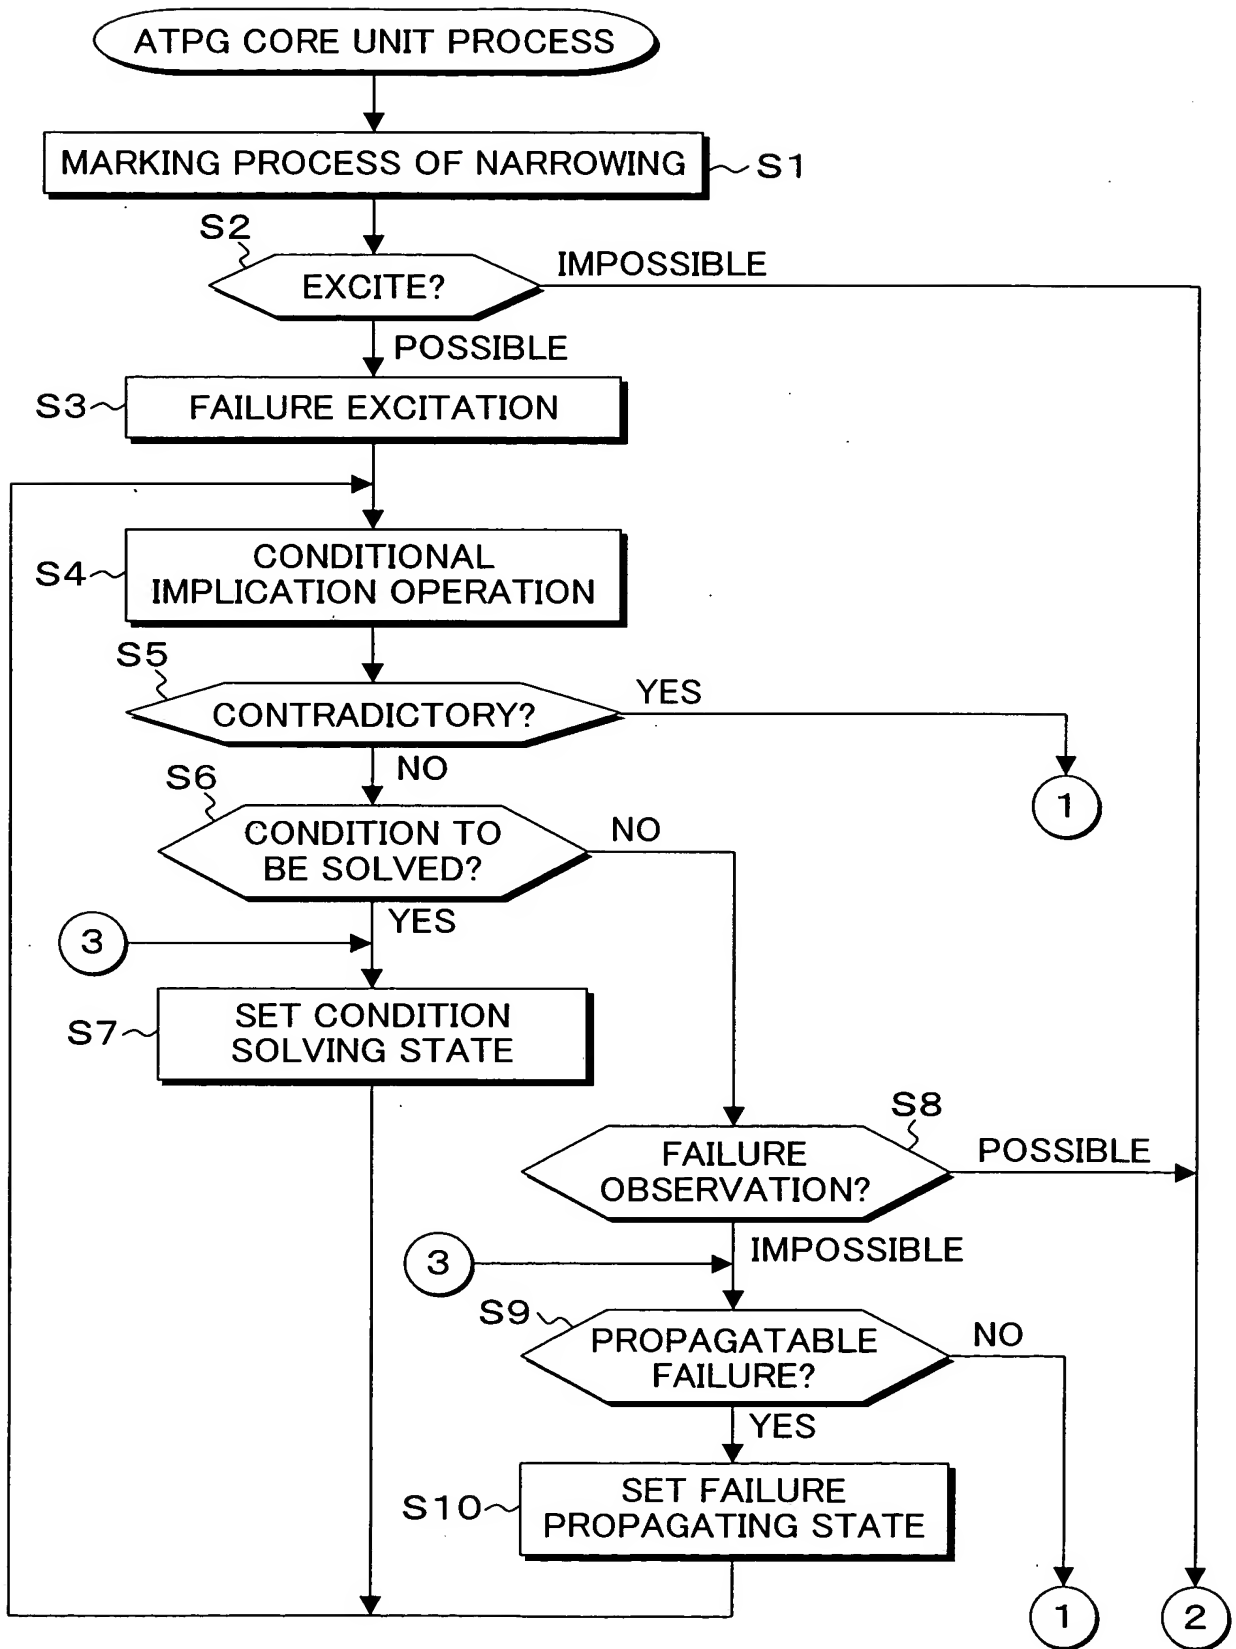 ATPG CORE UNIT PROCESS
MARKING PROCESS OF NARROWING
S1
S2
EXCITE?
IMPOSSIBLE
POSSIBLE
S3
FAILURE EXCITATION
S4
CONDITIONAL
IMPLICATION OPERATION
S5
CONTRADICTORY?
YES
NO
1
S6
CONDITION TO
BE SOLVED?
NO
YES
3
S7
SET CONDITION
SOLVING STATE
S8
FAILURE
OBSERVATION?
POSSIBLE
IMPOSSIBLE
3
S9
PROPAGATABLE
FAILURE?
NO
YES
S10
SET FAILURE
PROPAGATING STATE
1
2